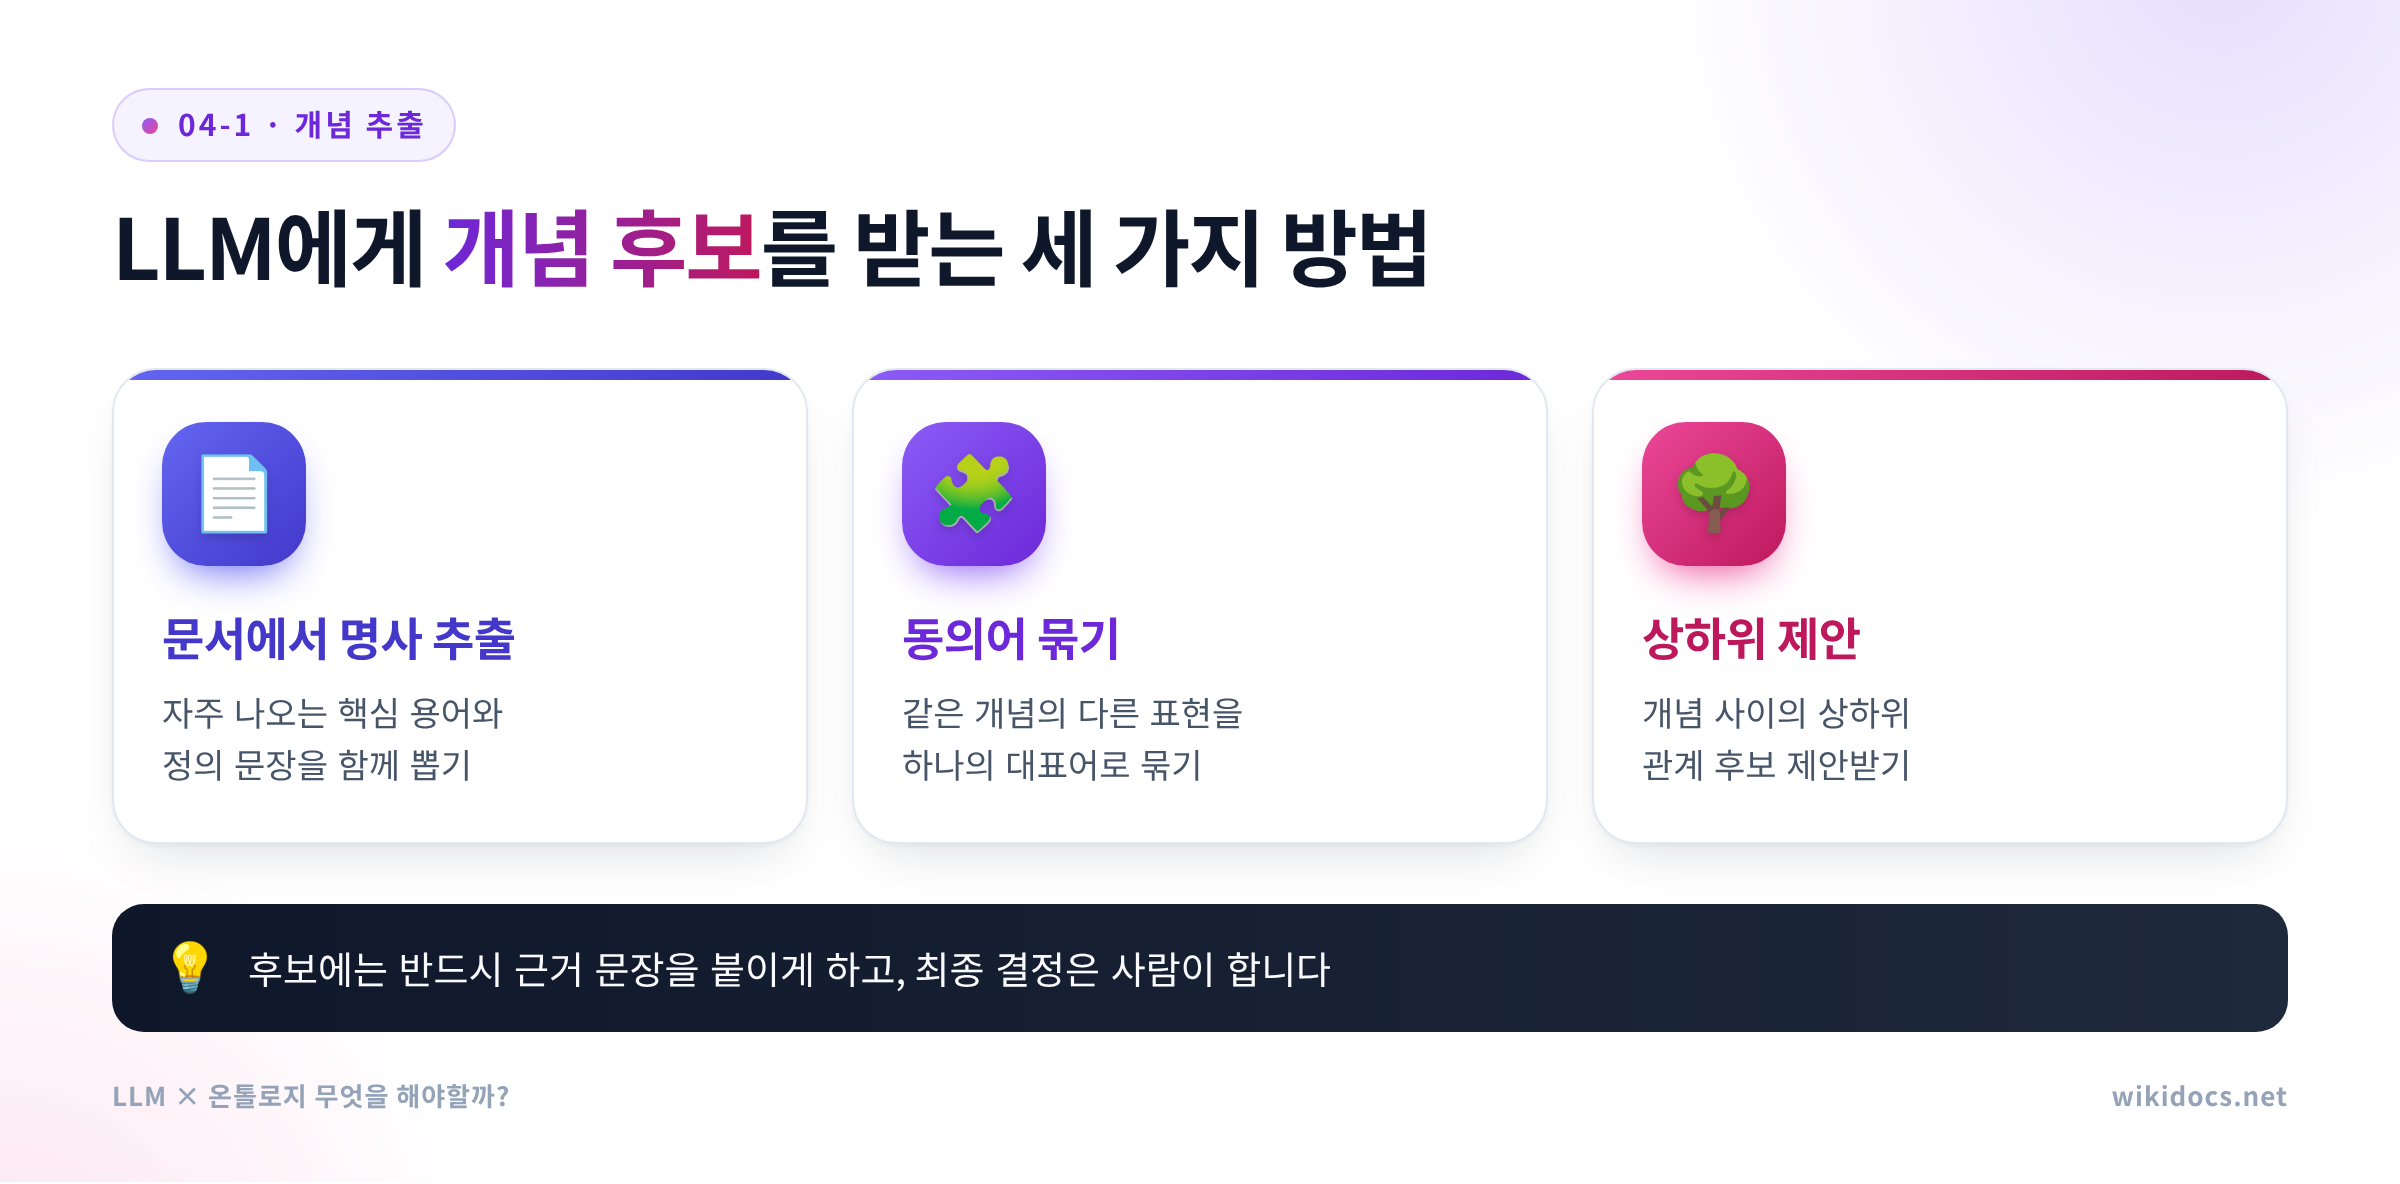 04-1 · 개념 추출
LLM에게 개념 후보를 받는 세 가지 방법
문서에서 명사 추출
자주 나오는 핵심 용어와
정의 문장을 함께 뽑기
동의어 묶기
같은 개념의 다른 표현을
하나의 대표어로 묶기
상하위 제안
개념 사이의 상하위
관계 후보 제안받기
후보에는 반드시 근거 문장을 붙이게 하고, 최종 결정은 사람이 합니다
LLM × 온톨로지 무엇을 해야할까?
wikidocs.net